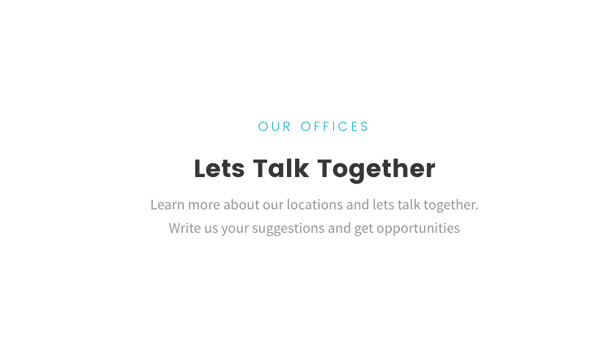 OUR OFFICES
Lets Talk Together
Learn more about our locations and lets talk together.
Write us your suggestions and get opportunities